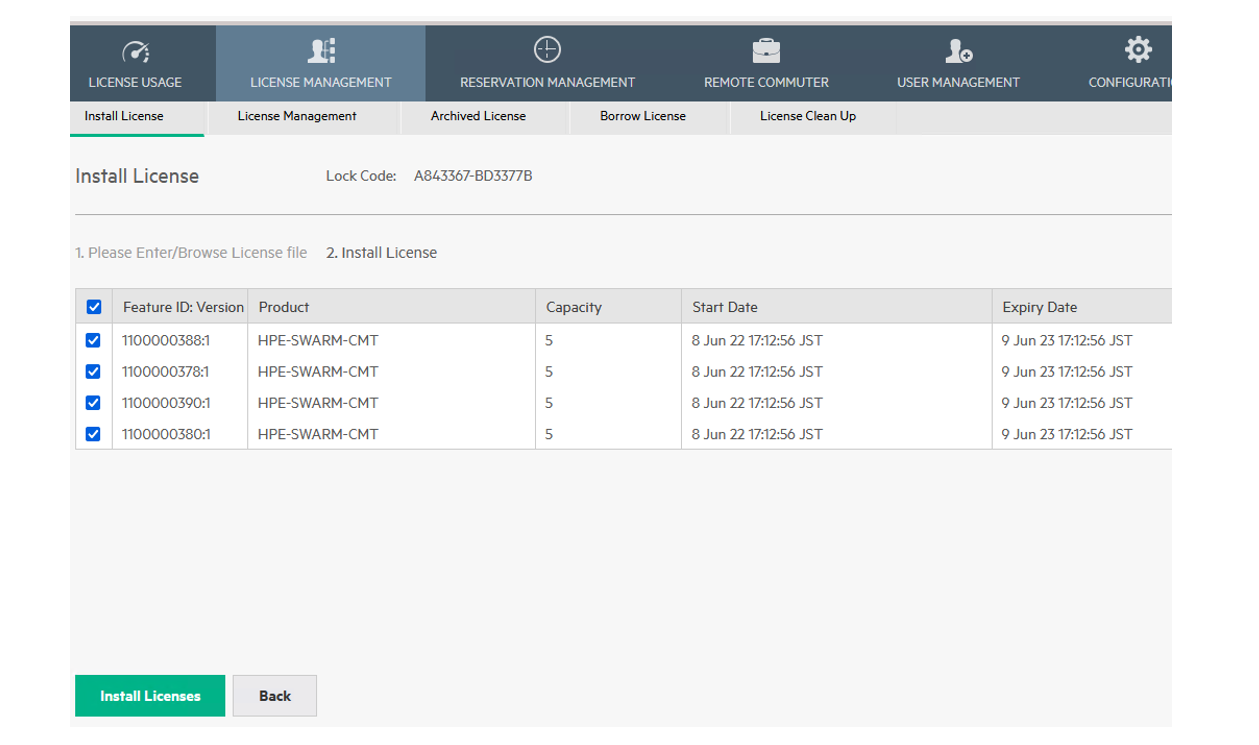 LICENSE USAGE LICENSE MANAGEMENT RESERVATION MANAGEMENT REMOTE COMMUTER USER MANAGEMENT CONFIGURATI
Install License License Management Archived License Borrow License License Clean Up
Install License Lock Code: A843367-BD3377B
1. Please Enter/Browse License file 2. Install License
Feature ID: Version Product Capacity Start Date Expiry Date
1100000388:1 HPE-SWARM-CMT 5 8 Jun 22 17:12:56 JST 9 Jun 23 17:12:56 JST
1100000378:1 HPE-SWARM-CMT 5 8 Jun 22 17:12:56 JST 9 Jun 23 17:12:56 JST
1100000390:1 HPE-SWARM-CMT 5 8 Jun 22 17:12:56 JST 9 Jun 23 17:12:56 JST
1100000380:1 HPE-SWARM-CMT 5 8 Jun 22 17:12:56 JST 9 Jun 23 17:12:56 JST
Install Licenses Back